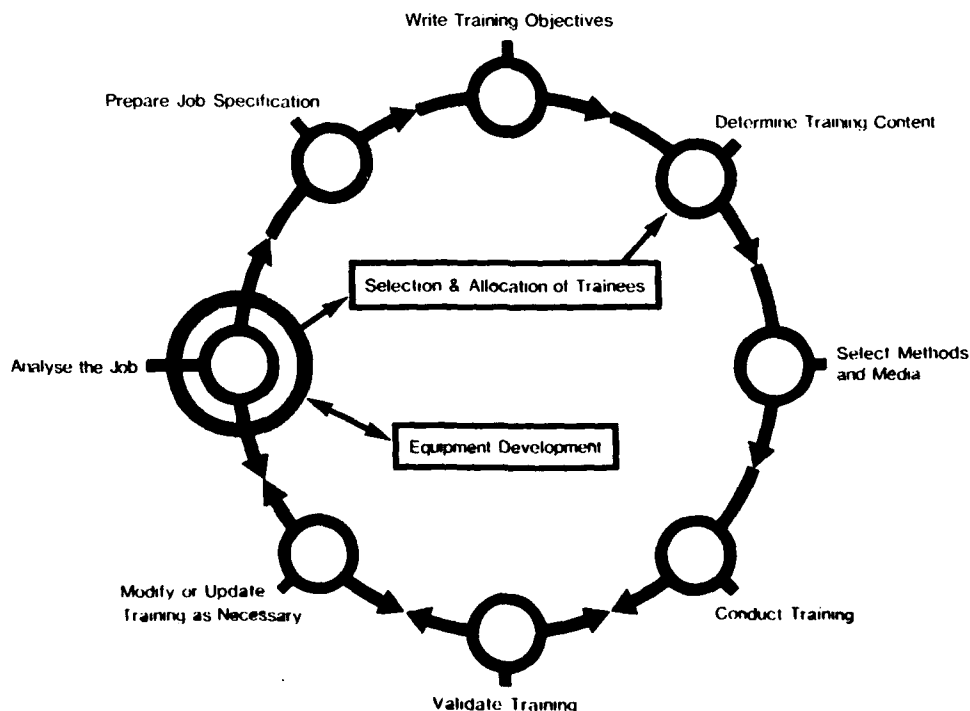 Write Training Objectives
Prepare Job Specification
Determine Training Content
Selection & Allocation of Trainees
Analyse the Job
Select Methods
and Media
Equipment Development
Modify or Update
Training as Necessary
Conduct Training
Validate Training